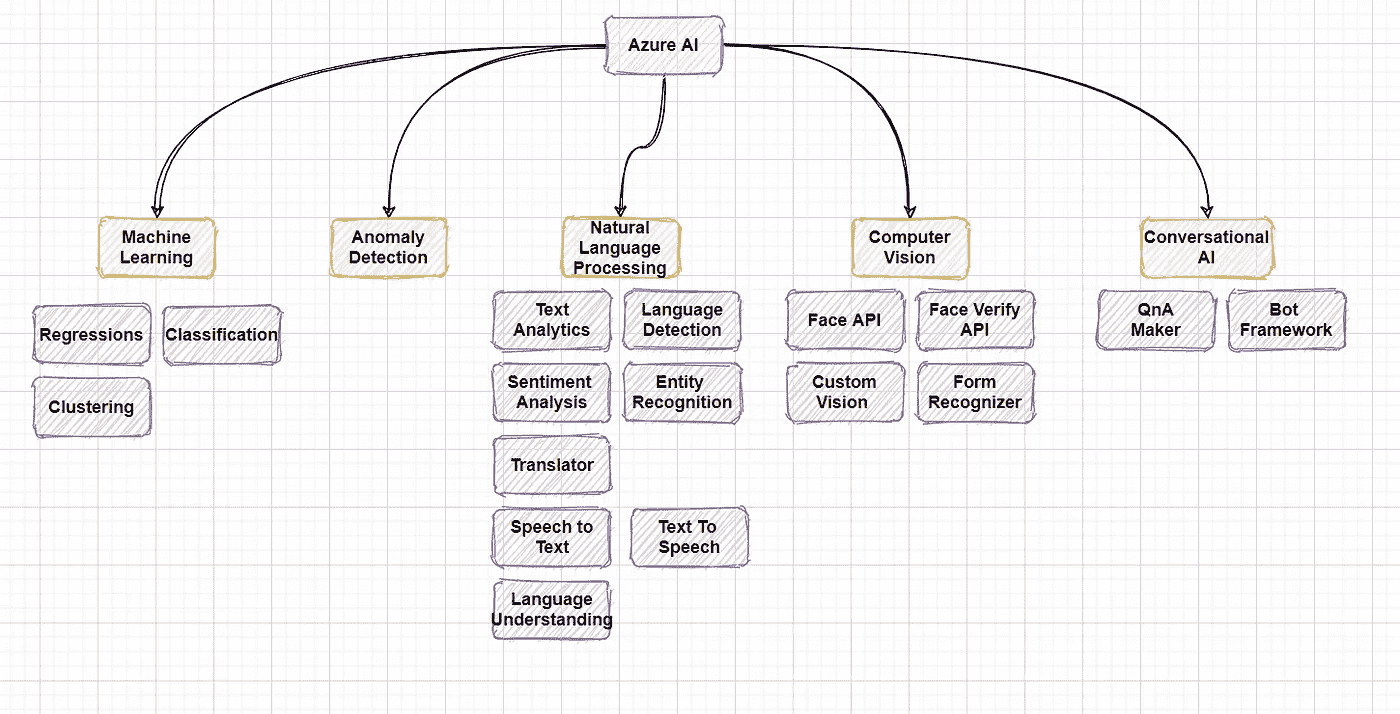 Azure AI
Machine
Learning
Anomaly
Detection
Natural
Language
Processing
Computer
Vision
Conversational
AI
Regressions
Classification
Clustering
Text
Analytics
Language
Detection
Sentiment
Analysis
Entity
Recognition
Translator
Speech to
Text
Text To
Speech
Language
Understanding
Face API
Face Verify
API
Custom
Vision
Form
Recognizer
QnA
Maker
Bot
Framework